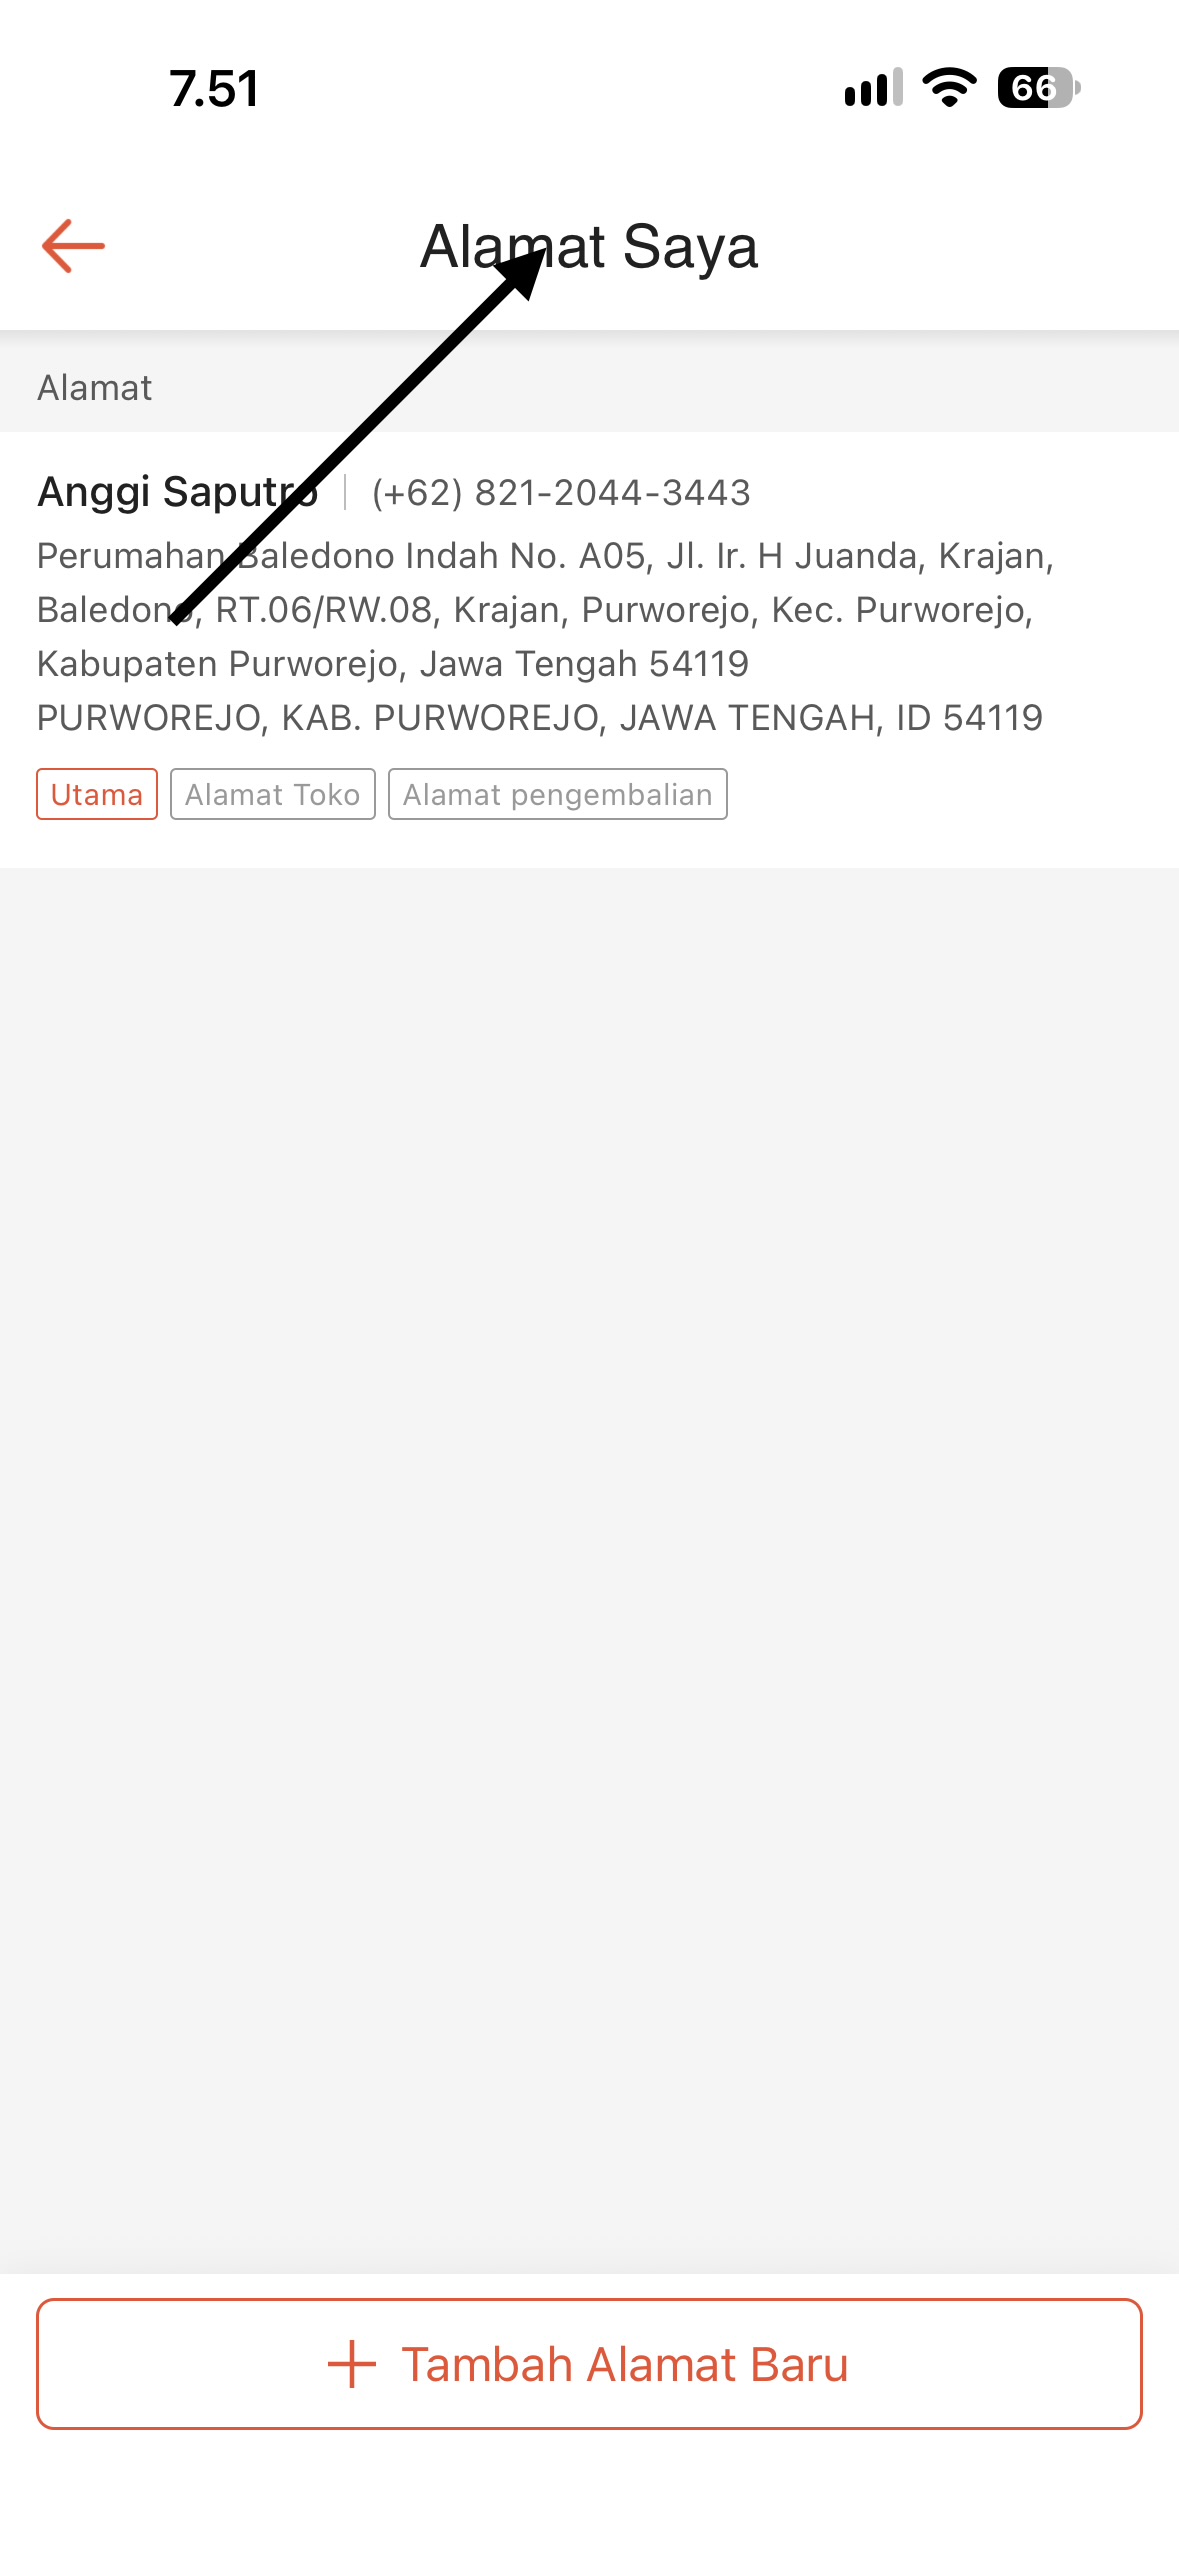 7.51
66
Alamat Saya
Alamat
Anggi Saputro
(+62) 821-2044-3443
Perumahan Baledono Indah No. A05, Jl. Ir. H Juanda, Krajan,
Baledono, RT.06/RW.08, Krajan, Purworejo, Kec. Purworejo,
Kabupaten Purworejo, Jawa Tengah 54119
PURWOREJO, KAB. PURWOREJO, JAWA TENGAH, ID 54119
Utama
Alamat Toko
Alamat pengembalian
Tambah Alamat Baru